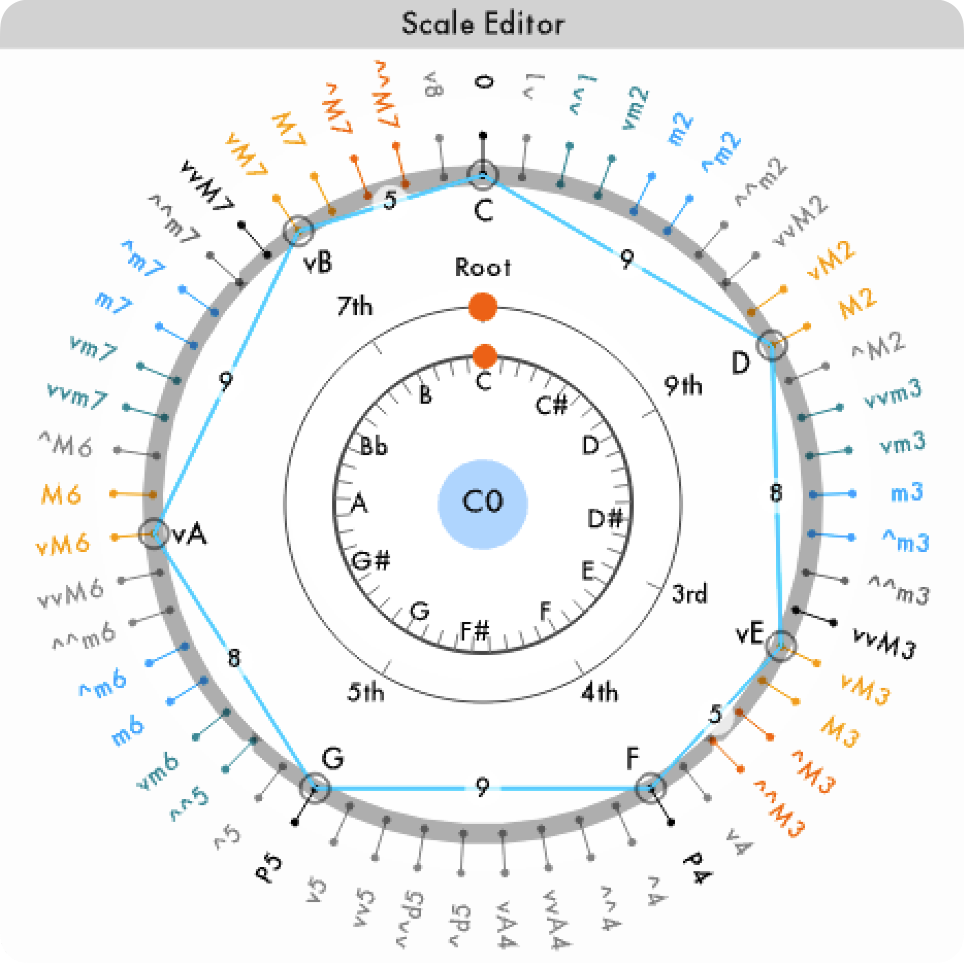 Scale Editor
0
^1
^^1
vm2
m2
^m2
^^m2
vvM2
vM2
M2
^M2
vvm3
vm3
m3
^m3
^^m3
vvM3
vM3
M3
^M3
^^M3
v4
P4
^4
^^4
vvA4
vA4
^d5
^^d5
vv5
v5
P5
^5
^^5
vm6
m6
^m6
^^m6
vvM6
vM6
M6
^M6
vvm7
vm7
m7
^m7
^^m7
vvM7
vM7
M7
^M7
^^M7
v8
C
9
D
8
vE
5
F
9
G
8
vA
9
vB
5
Root
9th
3rd
4th
5th
7th
C
C#
D
D#
E
F
F#
G
G#
A
Bb
B
C0